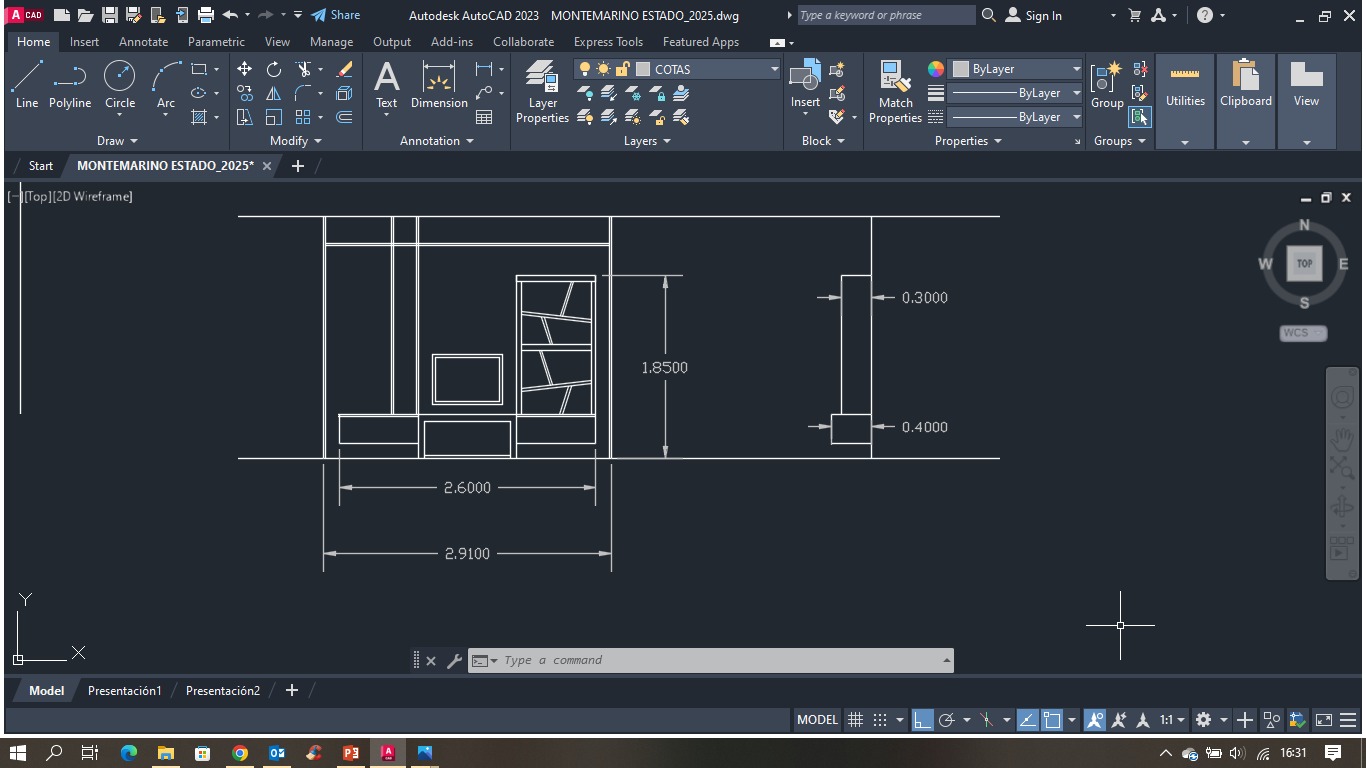 A CAD
Share
Autodesk AutoCAD 2023 MONTEMARINO ESTADO_2025.dwg
Type a keyword or phrase
Sign In
Home Insert Annotate Parametric View Manage Output Add-ins Collaborate Express Tools Featured Apps
COTAS
ByLayer
ByLayer
ByLayer
Line Polyline Circle Arc
Text Dimension
Layer Properties
Insert
Match Properties
Group
Utilities
Clipboard
View
Draw
Modify
Annotation
Layers
Block
Properties
Groups
Start
MONTEMARINO ESTADO_2025*
[−][Top][2D Wireframe]
N
W TOP E
S
WCS
0.3000
1.8500
0.4000
2.6000
2.9100
Y
X
Type a command
Model Presentación1 Presentación2
MODEL
1:1
16:31